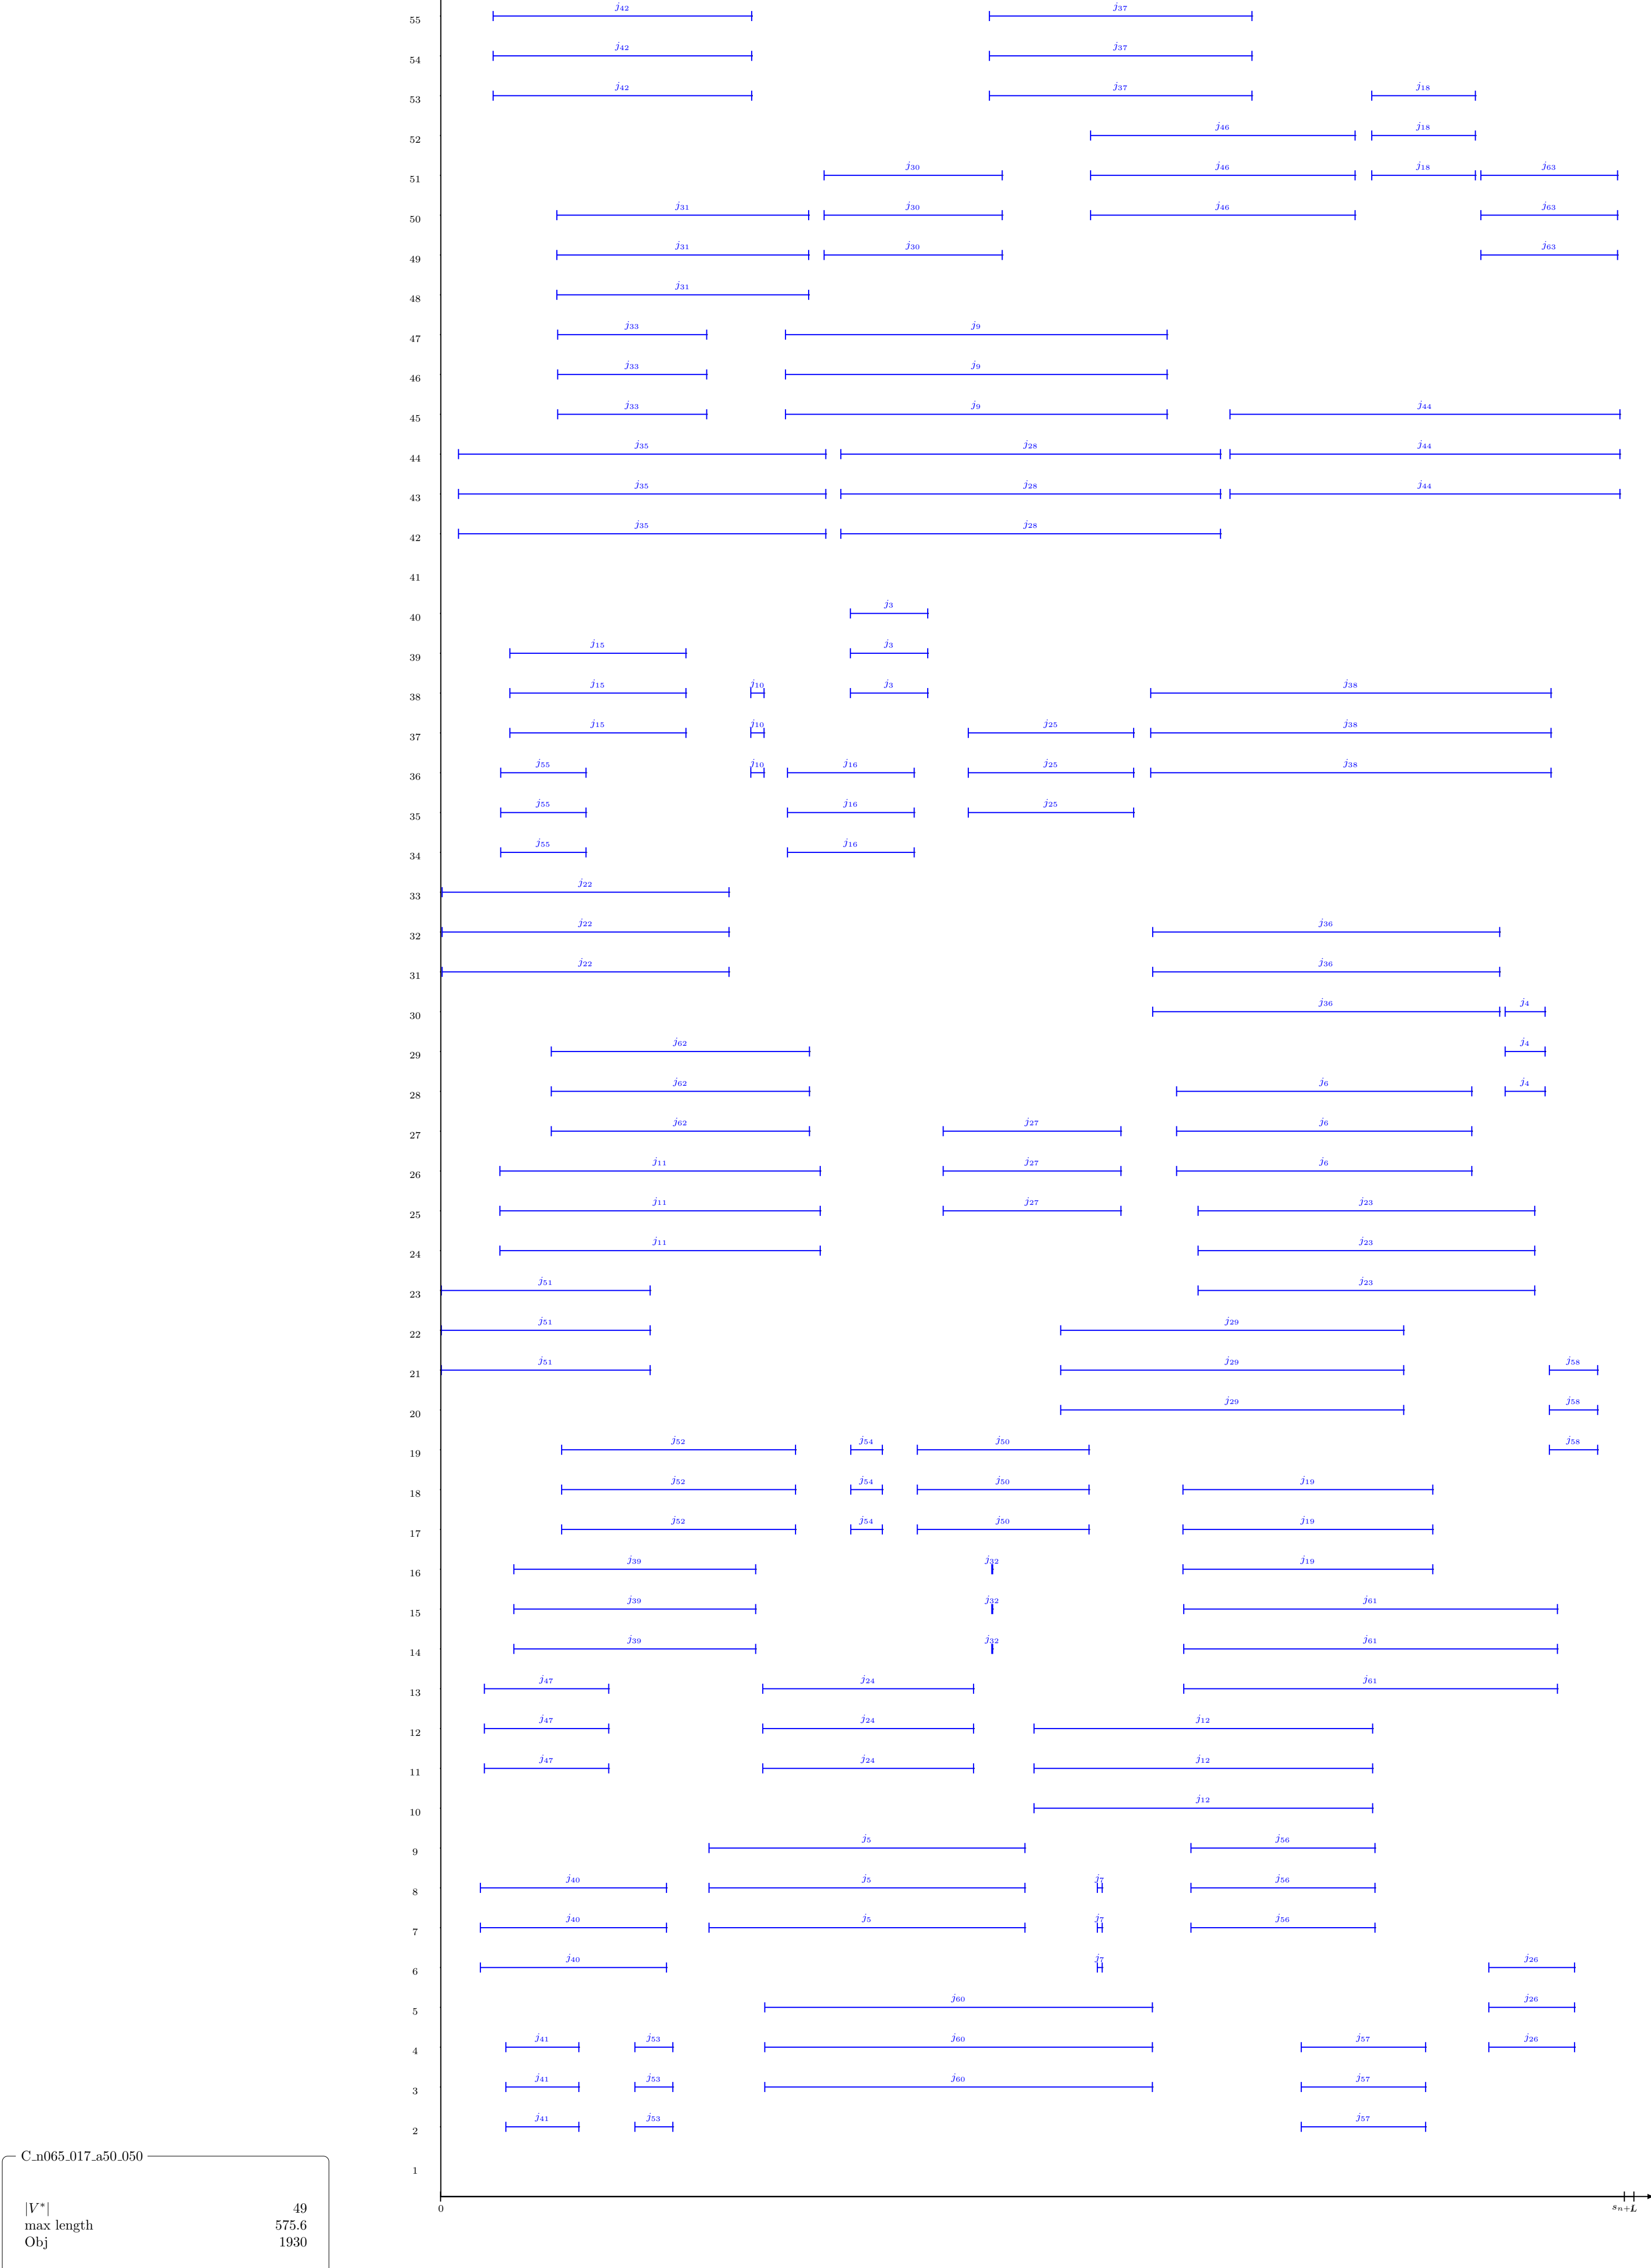 55 j42 j37
54 j42 j37
53 j42 j37 j18
52 j46 j18
51 j30 j46 j18 j63
50 j31 j30 j46 j63
49 j31 j30 j63
48 j31
47 j33 j9
46 j33 j9
45 j33 j9 j44
44 j35 j28 j44
43 j35 j28 j44
42 j35 j28
41
40 j3
39 j15 j3
38 j15 j10 j3 j38
37 j15 j10 j25 j38
36 j55 j10 j16 j25 j38
35 j55 j16 j25
34 j55 j16
33 j22
32 j22 j36
31 j22 j36
30 j36 j4
29 j62 j4
28 j62 j6 j4
27 j62 j27 j6
26 j11 j27 j6
25 j11 j27 j23
24 j11 j23
23 j51 j23
22 j51 j29
21 j51 j29 j58
20 j29 j58
19 j52 j54 j50 j58
18 j52 j54 j50 j19
17 j52 j54 j50 j19
16 j39 j32 j19
15 j39 j32 j61
14 j39 j32 j61
13 j47 j24 j61
12 j47 j24 j12
11 j47 j24 j12
10 j12
9 j5 j56
8 j40 j5 j7 j56
7 j40 j5 j7 j56
6 j40 j7 j26
5 j60 j26
4 j41 j53 j60 j57 j26
3 j41 j53 j60 j57
2 j41 j53 j57
1
0 sn+1 L
C_n065_017_a50_050
|V*| 49
max length 575.6
Obj 1930